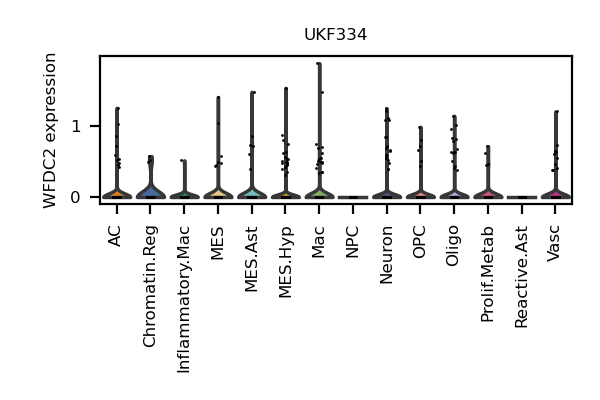 UKF334
WFDC2 expression
1
0
AC
Chromatin.Reg
Inflammatory.Mac
MES
MES.Ast
MES.Hyp
Mac
NPC
Neuron
OPC
Oligo
Prolif.Metab
Reactive.Ast
Vasc